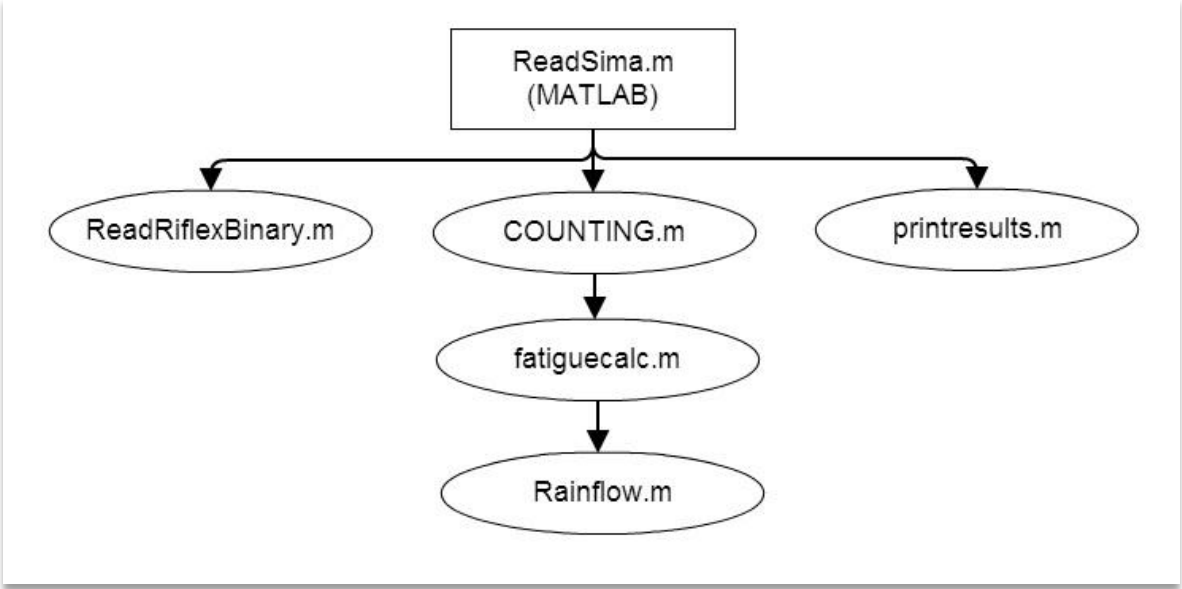 ReadSima.m
(MATLAB)
ReadRiflexBinary.m
COUNTING.m
printresults.m
fatiguecalc.m
Rainflow.m